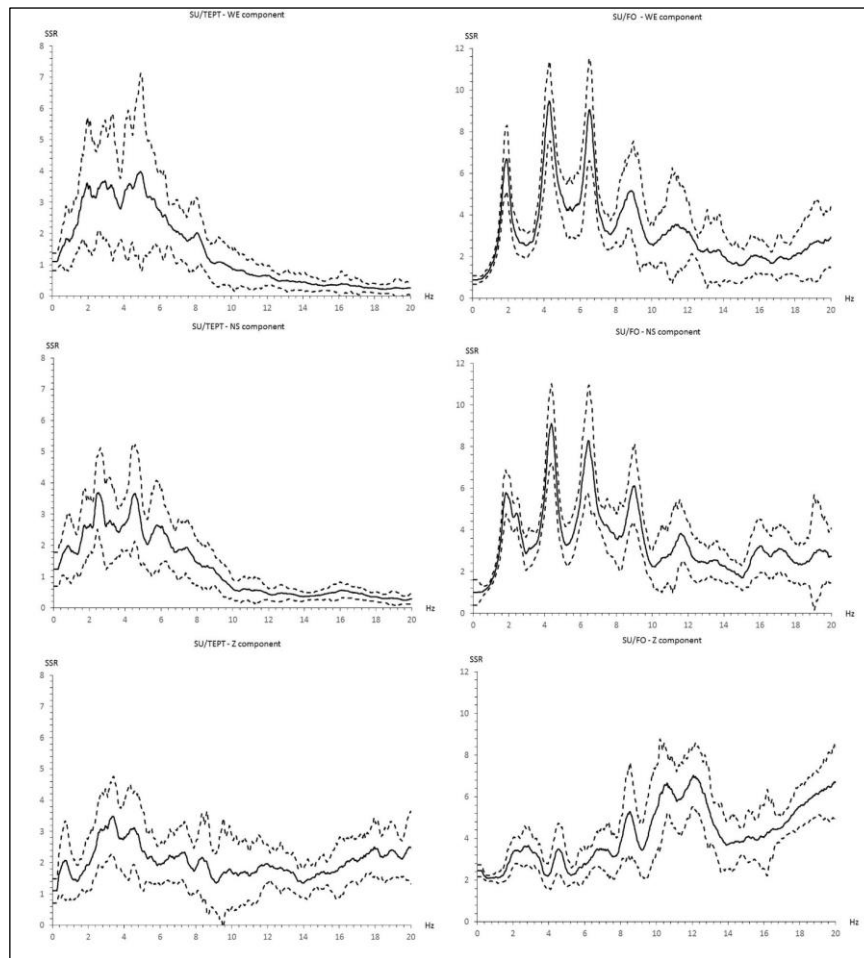 SU/TEPT - WE component
SSR
8
7
6
5
4
3
2
1
0
0 2 4 6 8 10 12 14 16 18 20
Hz
SU/FO - WE component
SSR
12
10
8
6
4
2
0
0 2 4 6 8 10 12 14 16 18 20
Hz
SU/TEPT - NS component
SSR
8
7
6
5
4
3
2
1
0
0 2 4 6 8 10 12 14 16 18 20
Hz
SU/FO - NS component
SSR
12
10
8
6
4
2
0
0 2 4 6 8 10 12 14 16 18 20
Hz
SU/TEPT - Z component
SSR
8
7
6
5
4
3
2
1
0
0 2 4 6 8 10 12 14 16 18 20
Hz
SU/FO - Z component
SSR
12
10
8
6
4
2
0
0 2 4 6 8 10 12 14 16 18 20
Hz